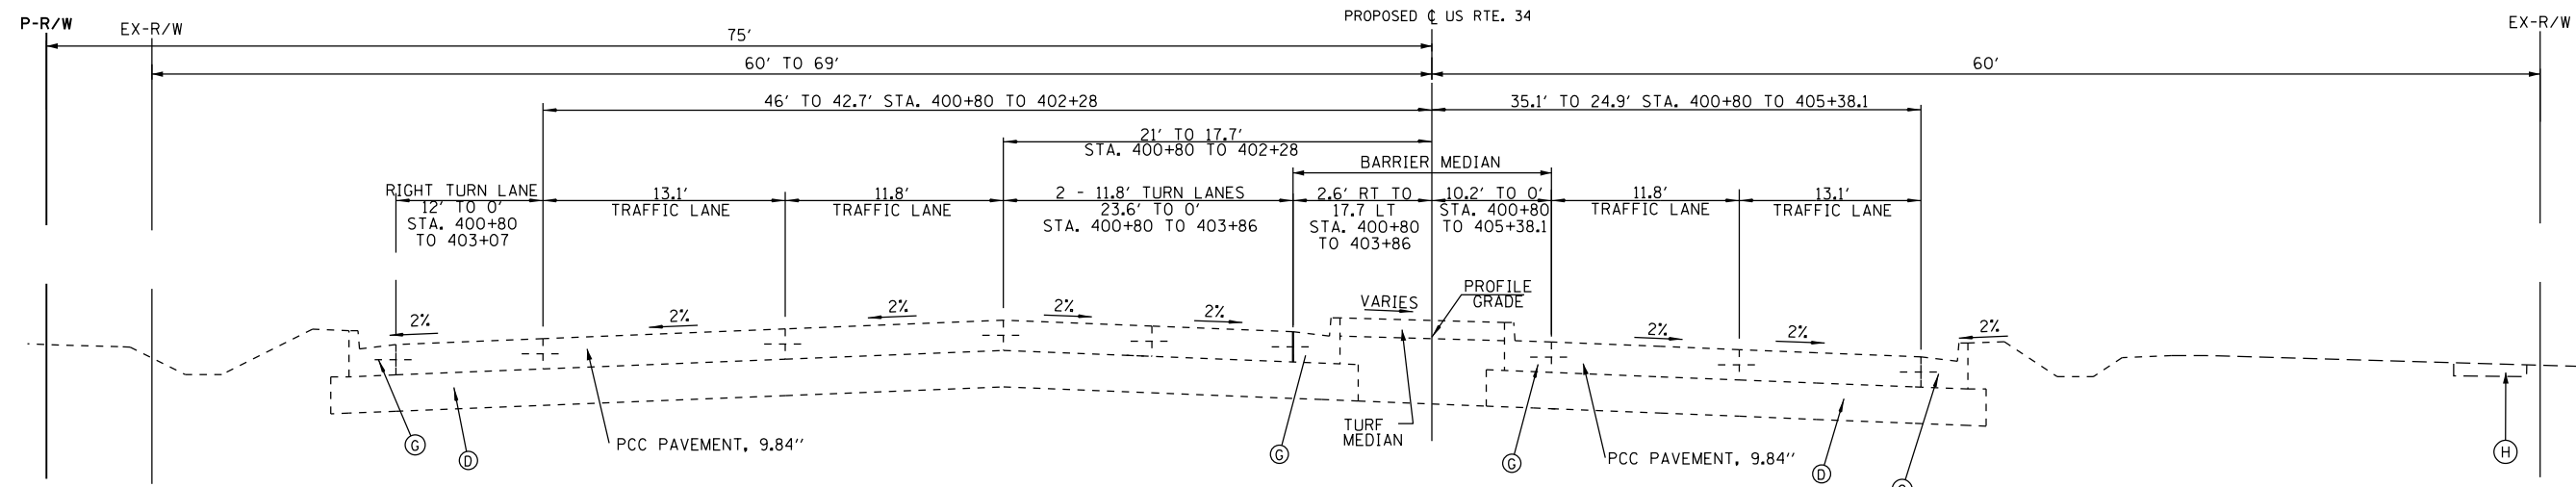 P-R/W
EX-R/W
PROPOSED ℄ US RTE. 34
EX-R/W
75'
60' TO 69'
60'
46' TO 42.7' STA. 400+80 TO 402+28
35.1' TO 24.9' STA. 400+80 TO 405+38.1
21' TO 17.7'
STA. 400+80 TO 402+28
BARRIER MEDIAN
RIGHT TURN LANE
12' TO 0'
STA. 400+80
TO 403+07
13.1'
TRAFFIC LANE
11.8'
TRAFFIC LANE
2 - 11.8' TURN LANES
23.6' TO 0'
STA. 400+80 TO 403+86
2.6' RT TO
17.7 LT
STA. 400+80
TO 403+86
10.2' TO 0'
STA. 400+80
TO 405+38.1
11.8'
TRAFFIC LANE
13.1'
TRAFFIC LANE
2%
2%
2%
2%
2%
VARIES
PROFILE
GRADE
2%
2%
2%
G
D
PCC PAVEMENT, 9.84''
G
TURF
MEDIAN
G
PCC PAVEMENT, 9.84''
D
H